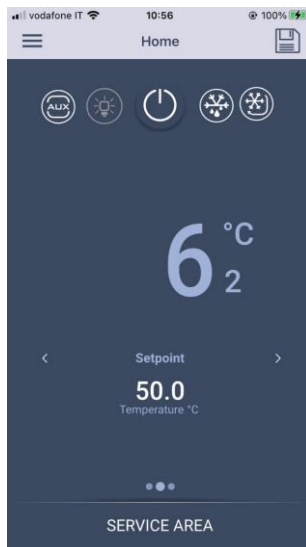 vodafone IT 10:56 100%
Home
AUX
6 °C
2
< Setpoint >
50.0
Temperature °C
SERVICE AREA